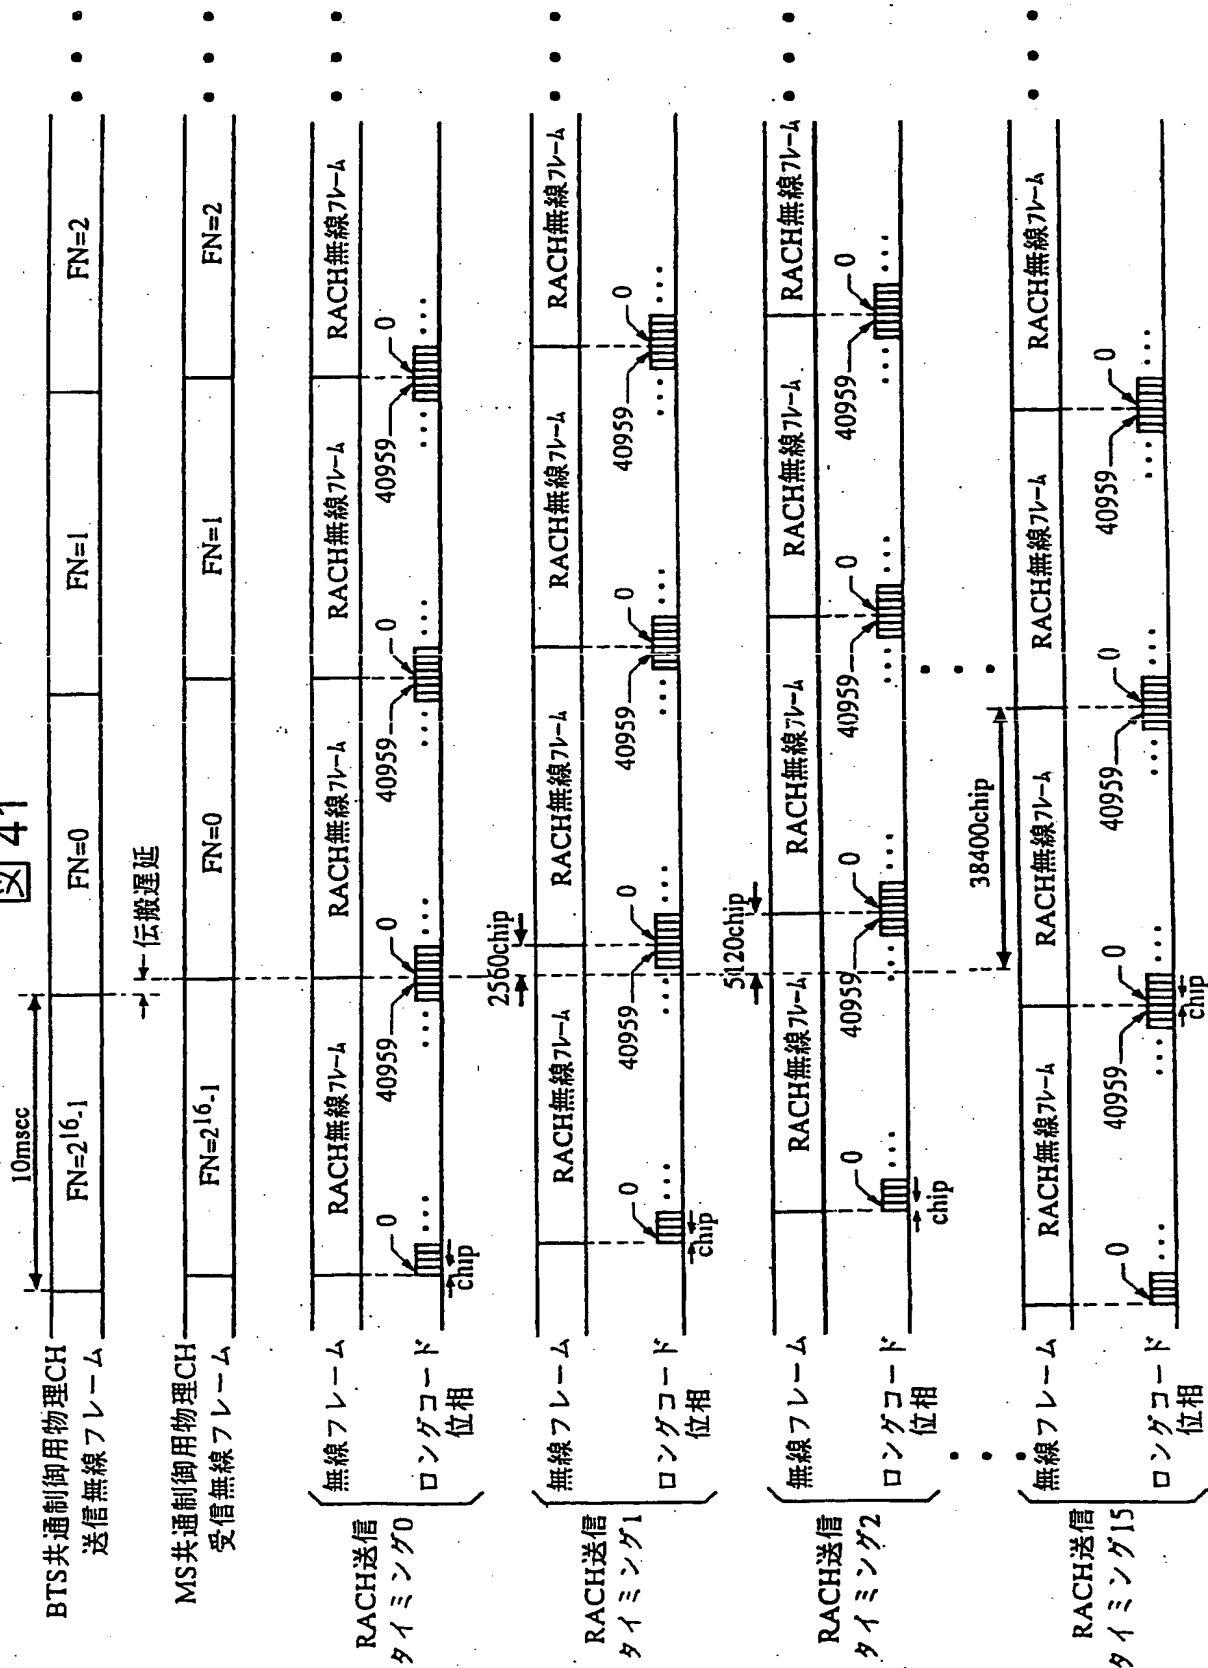 図 41
10msec
BTS共通制御用物理CH
送信無線フレーム
FN=2¹⁶-1
FN=0
FN=1
FN=2
伝搬遅延
MS共通制御用物理CH
受信無線フレーム
FN=2¹⁶-1
FN=0
FN=1
FN=2
RACH送信
タイミング0
無線フレーム
RACH無線フレーム
RACH無線フレーム
RACH無線フレーム
RACH無線フレーム
ロングコード
位相
0
chip
40959
0
40959
0
40959
0
2560chip
RACH送信
タイミング1
無線フレーム
RACH無線フレーム
RACH無線フレーム
RACH無線フレーム
RACH無線フレーム
ロングコード
位相
0
chip
40959
0
40959
0
40959
0
5120chip
RACH送信
タイミング2
無線フレーム
RACH無線フレーム
RACH無線フレーム
RACH無線フレーム
RACH無線フレーム
ロングコード
位相
0
chip
40959
0
40959
0
40959
0
38400chip
RACH送信
タイミング15
無線フレーム
RACH無線フレーム
RACH無線フレーム
RACH無線フレーム
RACH無線フレーム
ロングコード
位相
0
40959
0
chip
40959
0
40959
0